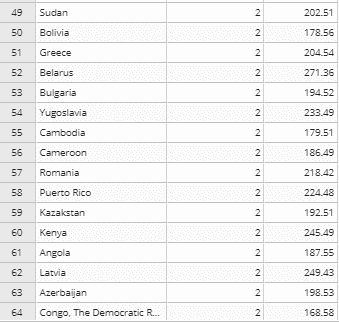 49 Sudan 2 202.51
50 Bolivia 2 178.56
51 Greece 2 204.54
52 Belarus 2 271.36
53 Bulgaria 2 194.52
54 Yugoslavia 2 233.49
55 Cambodia 2 179.51
56 Cameroon 2 186.49
57 Romania 2 218.42
58 Puerto Rico 2 224.48
59 Kazakstan 2 192.51
60 Kenya 2 245.49
61 Angola 2 187.55
62 Latvia 2 249.43
63 Azerbaijan 2 198.53
64 Congo, The Democratic R... 2 168.58